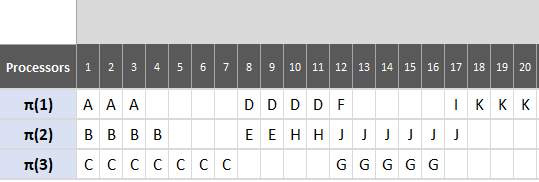 Processors 1 2 3 4 5 6 7 8 9 10 11 12 13 14 15 16 17 18 19 20
π(1) A A A D D D D F I K K K
π(2) B B B B E E H H J J J J J J
π(3) C C C C C C C G G G G G